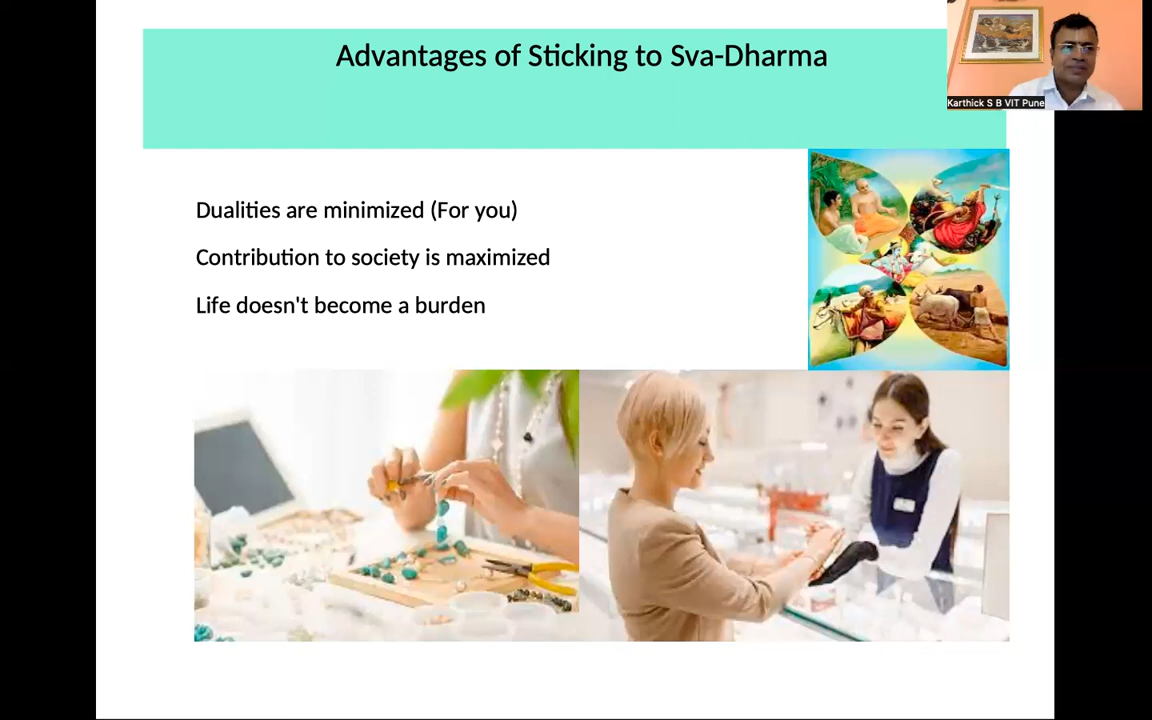 Advantages of Sticking to Sva-Dharma
Karthick S B VIT Pune
Dualities are minimized (For you)
Contribution to society is maximized
Life doesn't become a burden